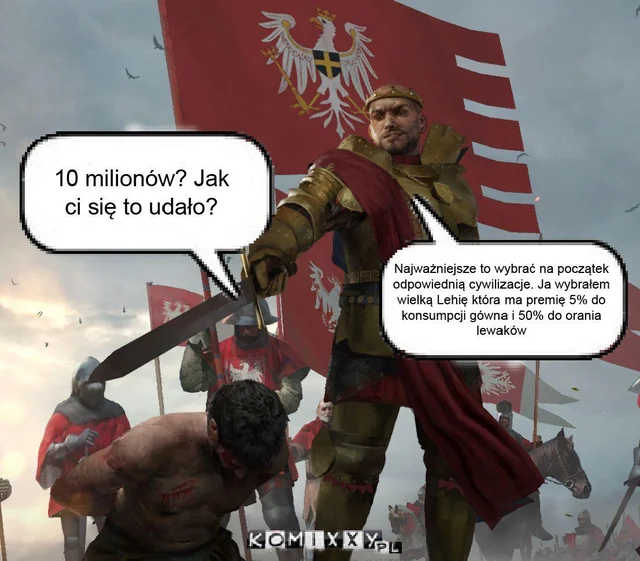 10 milionów? Jak
ci się to udało?
Najważniejsze to wybrać na początek
odpowiednią cywilizacje. Ja wybrałem
wielką Lehię która ma premię 5% do
konsumpcji gówna i 50% do orania
lewaków
KOMIXXY.PL